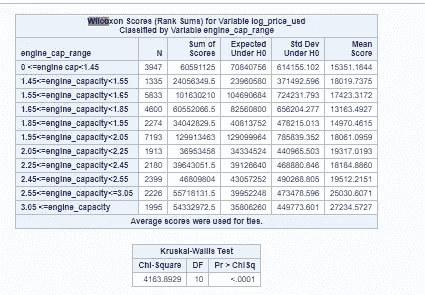 Wilcoxon Scores (Rank Sums) for Variable log_price_usd
Classified by Variable engine_cap_range
engine_cap_range N Sum of Scores Expected Under H0 Std Dev Under H0 Mean Score
0 <=engine cap<1.45 3947 60591125 70840756 614155.102 15351.1844
1.45<=engine_capacity<1.55 1335 24056349.5 23960580 371492.596 18019.7375
1.55<=engine_capacity<1.65 5833 101630210 104690684 724231.793 17423.3172
1.65<=engine_capacity<1.85 4600 60552066.5 82560800 656204.277 13163.4927
1.85<=engine_capacity<1.95 2274 34042829.5 40813752 478215.013 14970.4615
1.95<=engine_capacity<2.05 7193 129913463 129099964 785839.352 18061.0959
2.05<=engine_capacity<2.25 1913 36953458 34334524 440965.503 19317.0193
2.25<=engine_capacity<2.45 2180 39643051.5 39126640 468880.846 18184.8860
2.45<=engine_capacity<2.55 2399 46809804 43057252 490268.805 19512.2151
2.55<=engine_capacity<=3.05 2226 55718131.5 39952248 473478.596 25030.6071
3.05 <=engine_capacity 1995 54332972.5 35806260 449773.601 27234.5727
Average scores were used for ties.
Kruskal-Wallis Test
Chi-Square DF Pr > ChiSq
4163.8929 10 <.0001